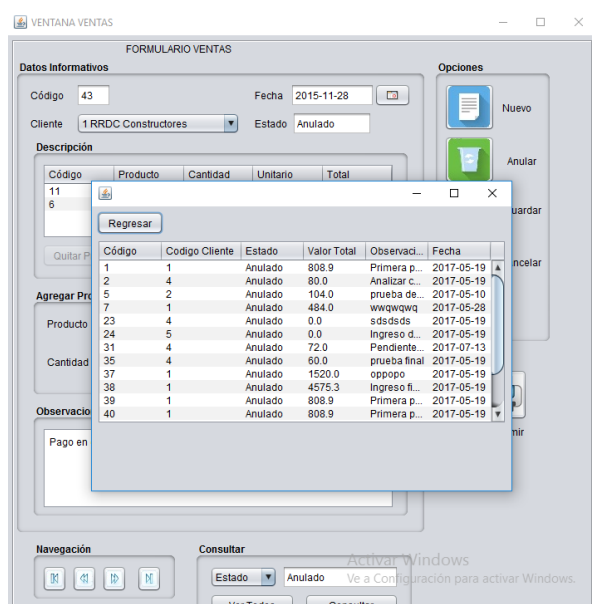 VENTANA VENTAS
FORMULARIO VENTAS
Datos Informativos
Código 43 Fecha 2015-11-28
Cliente 1 RRDC Constructores Estado Anulado
Descripción
Código Producto Cantidad Unitario Total
11
6
Quitar P
Agregar Pro
Producto
Cantidad
Observacion
Pago en
Opciones
Nuevo
Anular
uardar
ncelar
mir
Regresar
Código Codigo Cliente Estado Valor Total Observaci... Fecha
1 1 Anulado 808.9 Primera p... 2017-05-19
2 4 Anulado 80.0 Analizar c... 2017-05-19
5 2 Anulado 104.0 prueba de... 2017-05-10
7 1 Anulado 484.0 wwqwqwq 2017-05-28
23 4 Anulado 0.0 sdsdsds 2017-05-19
24 5 Anulado 0.0 Ingreso d... 2017-05-19
31 4 Anulado 72.0 Pendiente... 2017-07-13
35 4 Anulado 60.0 prueba final 2017-05-19
37 1 Anulado 1520.0 oppopo 2017-05-19
38 1 Anulado 4575.3 Ingreso fi... 2017-05-19
39 1 Anulado 808.9 Primera p... 2017-05-19
40 1 Anulado 808.9 Primera p... 2017-05-19
Navegación
Consultar
Estado Anulado
Ver Todos Consultar
Activar Windows
Ve a Configuración para activar Windows.